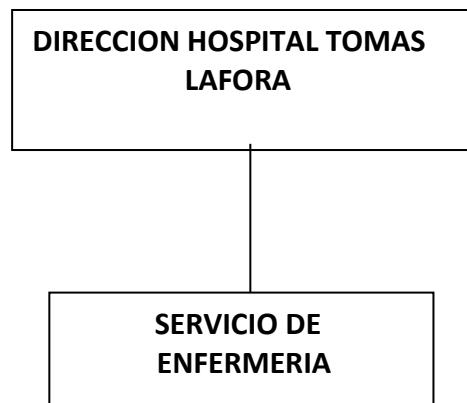 DIRECCION HOSPITAL TOMAS
LAFORA
SERVICIO DE
ENFERMERIA